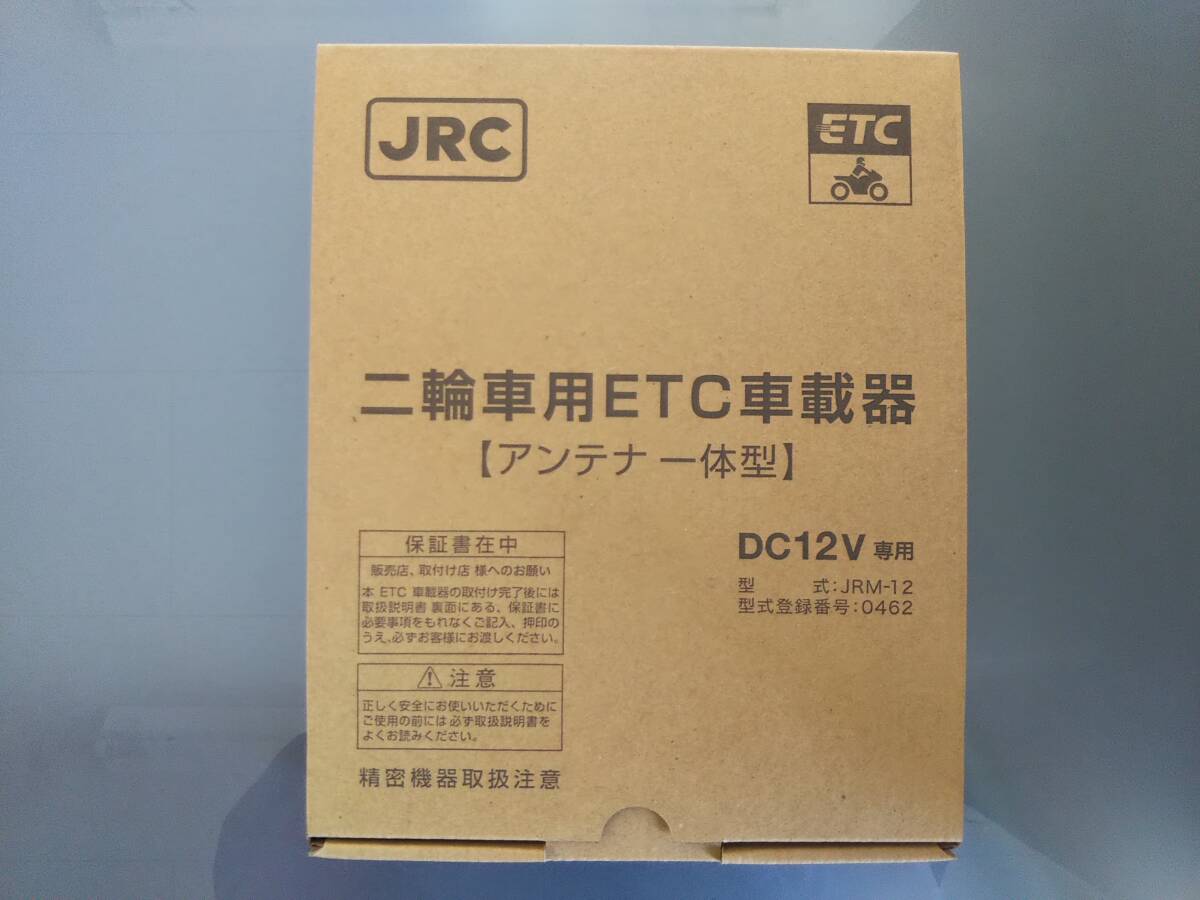 JRC
ETC
二輪車用ETC車載器
【アンテナ 一体型】
保証書在中
販売店、取付け店 様へのお願い
本 ETC 車載器の取付け完了後には
取扱説明書 裏面にある、保証書に
必要事項をもれなくご記入、押印の
うえ、必ずお客様にお渡しください。
DC12V 専用
型 式:JRM-12
型式登録番号:0462
注意
正しく安全にお使いいただくために
ご使用の前には 必ず取扱説明書を
よくお読みください。
精密機器取扱注意